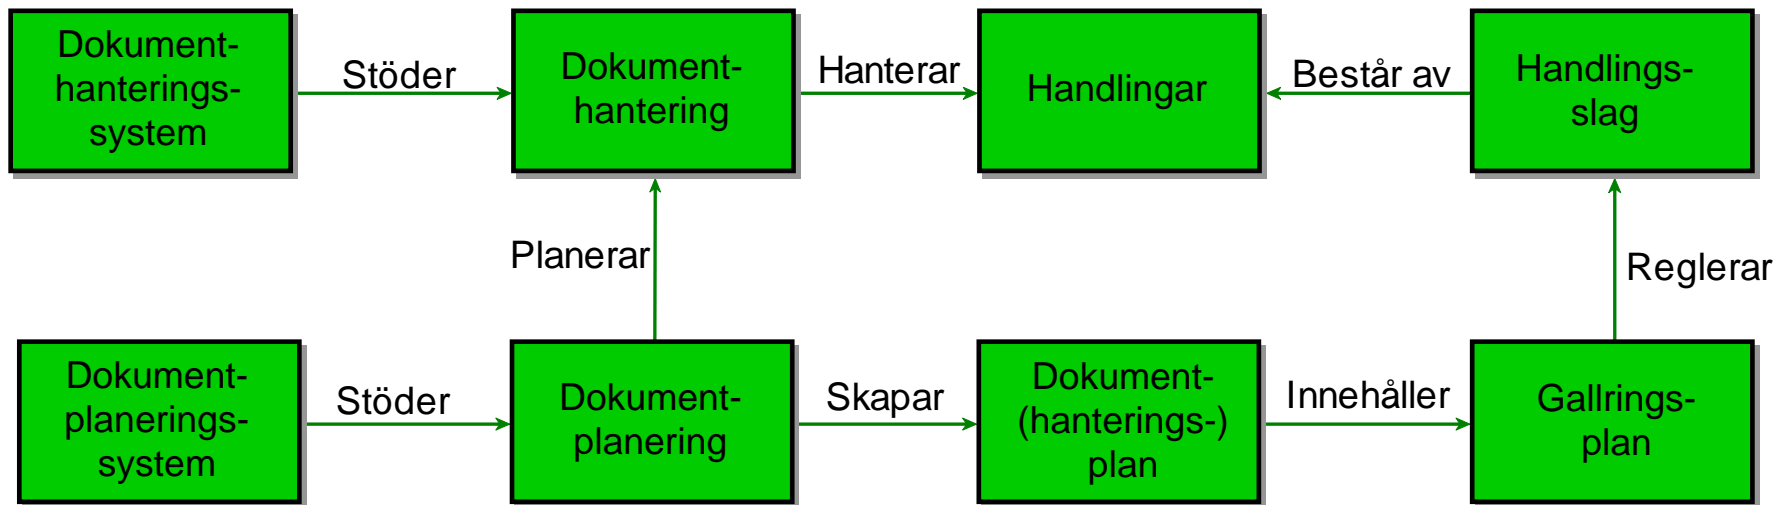 Dokument-
hanterings-
system
Stöder
Dokument-
hantering
Hanterar
Handlingar
Består av
Handlings-
slag
Planerar
Reglerar
Dokument-
planerings-
system
Stöder
Dokument-
planering
Skapar
Dokument-
(hanterings-)
plan
Innehåller
Gallrings-
plan